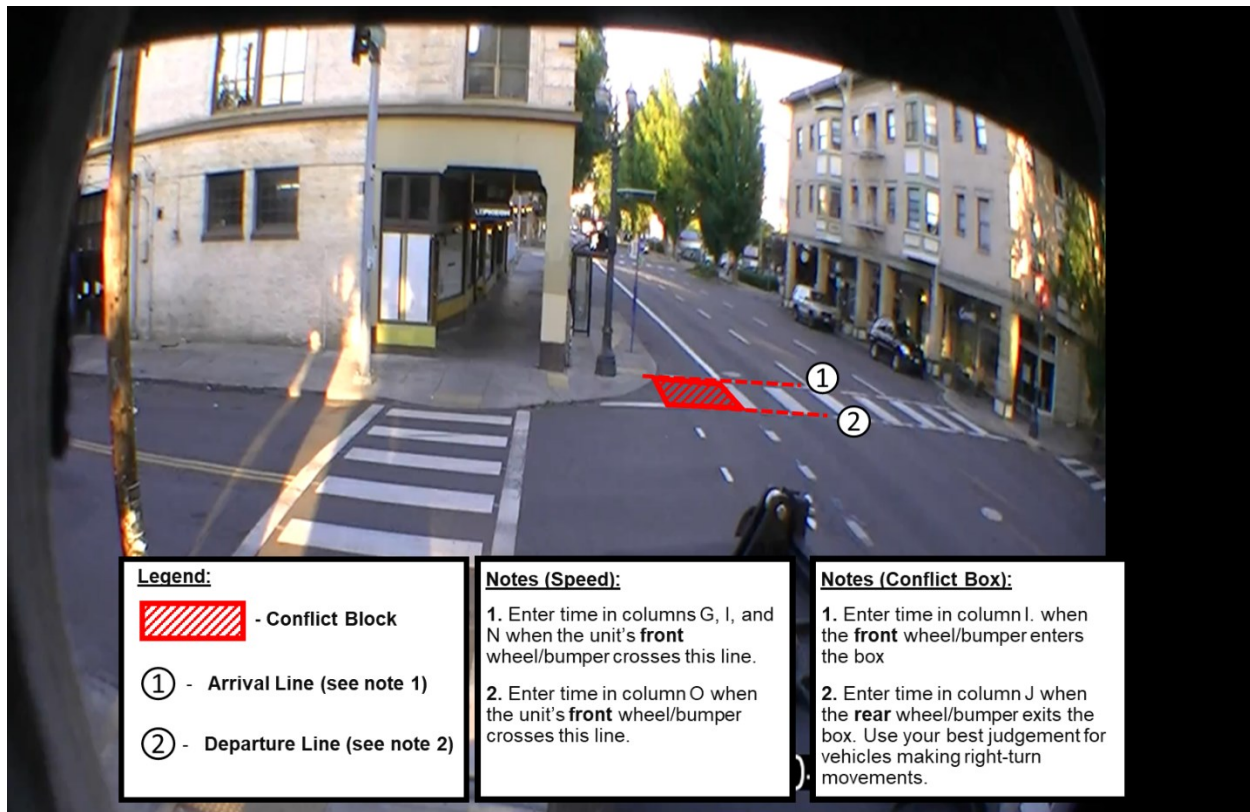 1
2
Legend:
- Conflict Block
1 - Arrival Line (see note 1)
2 - Departure Line (see note 2)
Notes (Speed):
1. Enter time in columns G, I, and
N when the unit's front
wheel/bumper crosses this line.
2. Enter time in column O when
the unit's front wheel/bumper
crosses this line.
Notes (Conflict Box):
1. Enter time in column I. when
the front wheel/bumper enters
the box
2. Enter time in column J when
the rear wheel/bumper exits the
box. Use your best judgement for
vehicles making right-turn
movements.